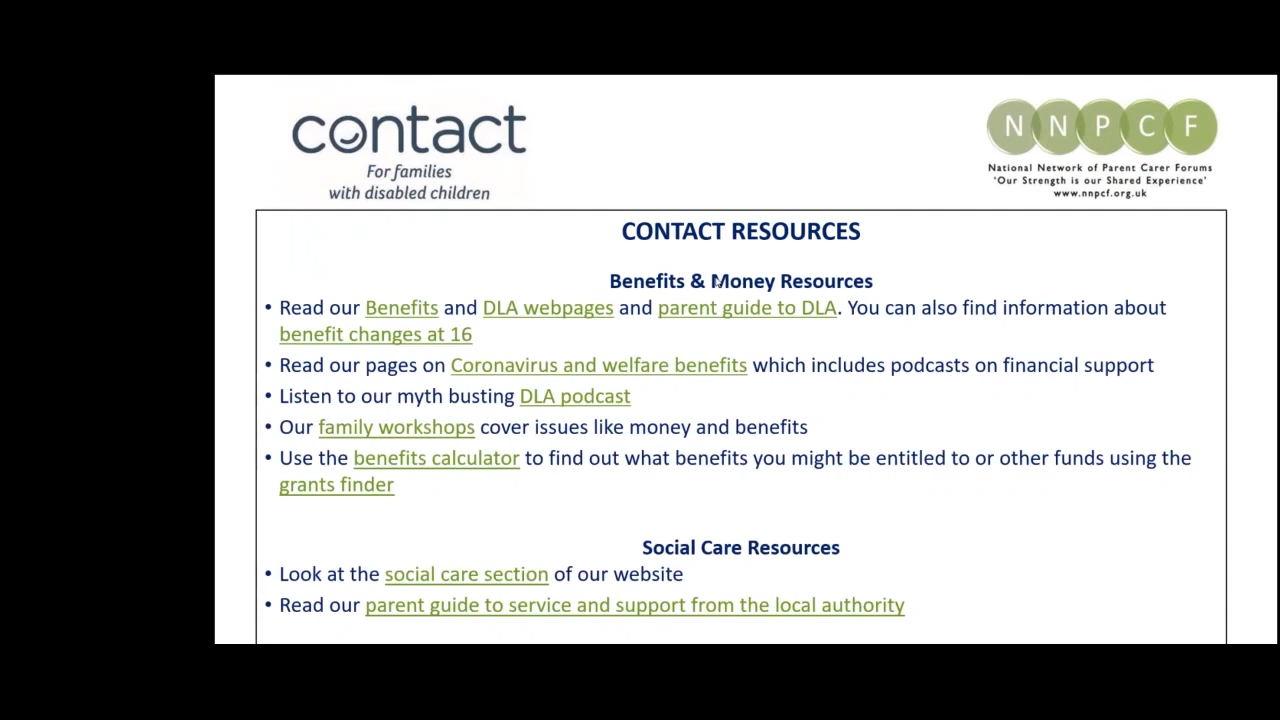 contact
For families
with disabled children
N N P C F
National Network of Parent Carer Forums
'Our Strength is our Shared Experience'
www.nnpcf.org.uk
CONTACT RESOURCES
Benefits & Money Resources
• Read our Benefits and DLA webpages and parent guide to DLA. You can also find information about
benefit changes at 16
• Read our pages on Coronavirus and welfare benefits which includes podcasts on financial support
• Listen to our myth busting DLA podcast
• Our family workshops cover issues like money and benefits
• Use the benefits calculator to find out what benefits you might be entitled to or other funds using the
grants finder
Social Care Resources
• Look at the social care section of our website
• Read our parent guide to service and support from the local authority